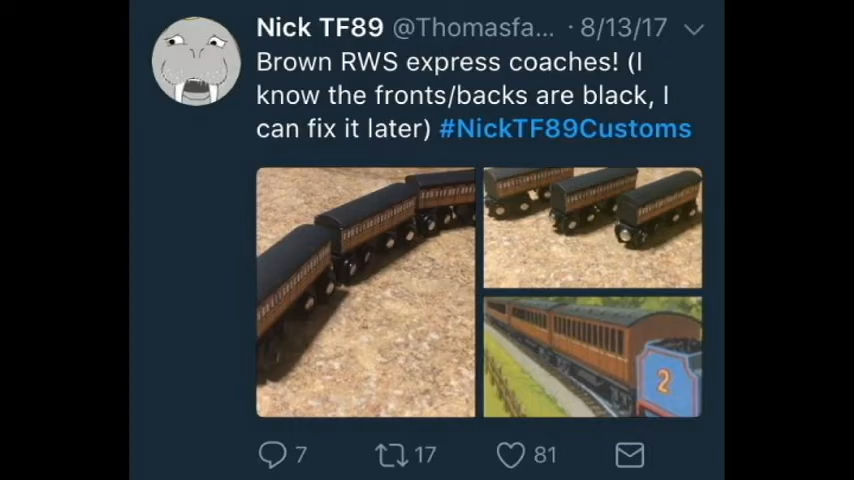 Nick TF89 @Thomasfa... · 8/13/17
Brown RWS express coaches! (I
know the fronts/backs are black, I
can fix it later) #NickTF89Customs
2
7 17 81